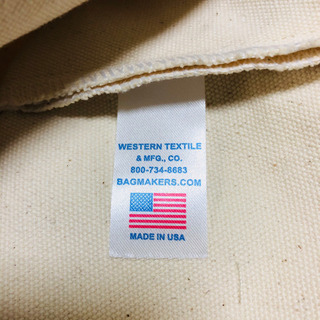 WESTERN TEXTILE
& MFG., CO.
800-734-8683
BAGMAKERS.COM
MADE IN USA